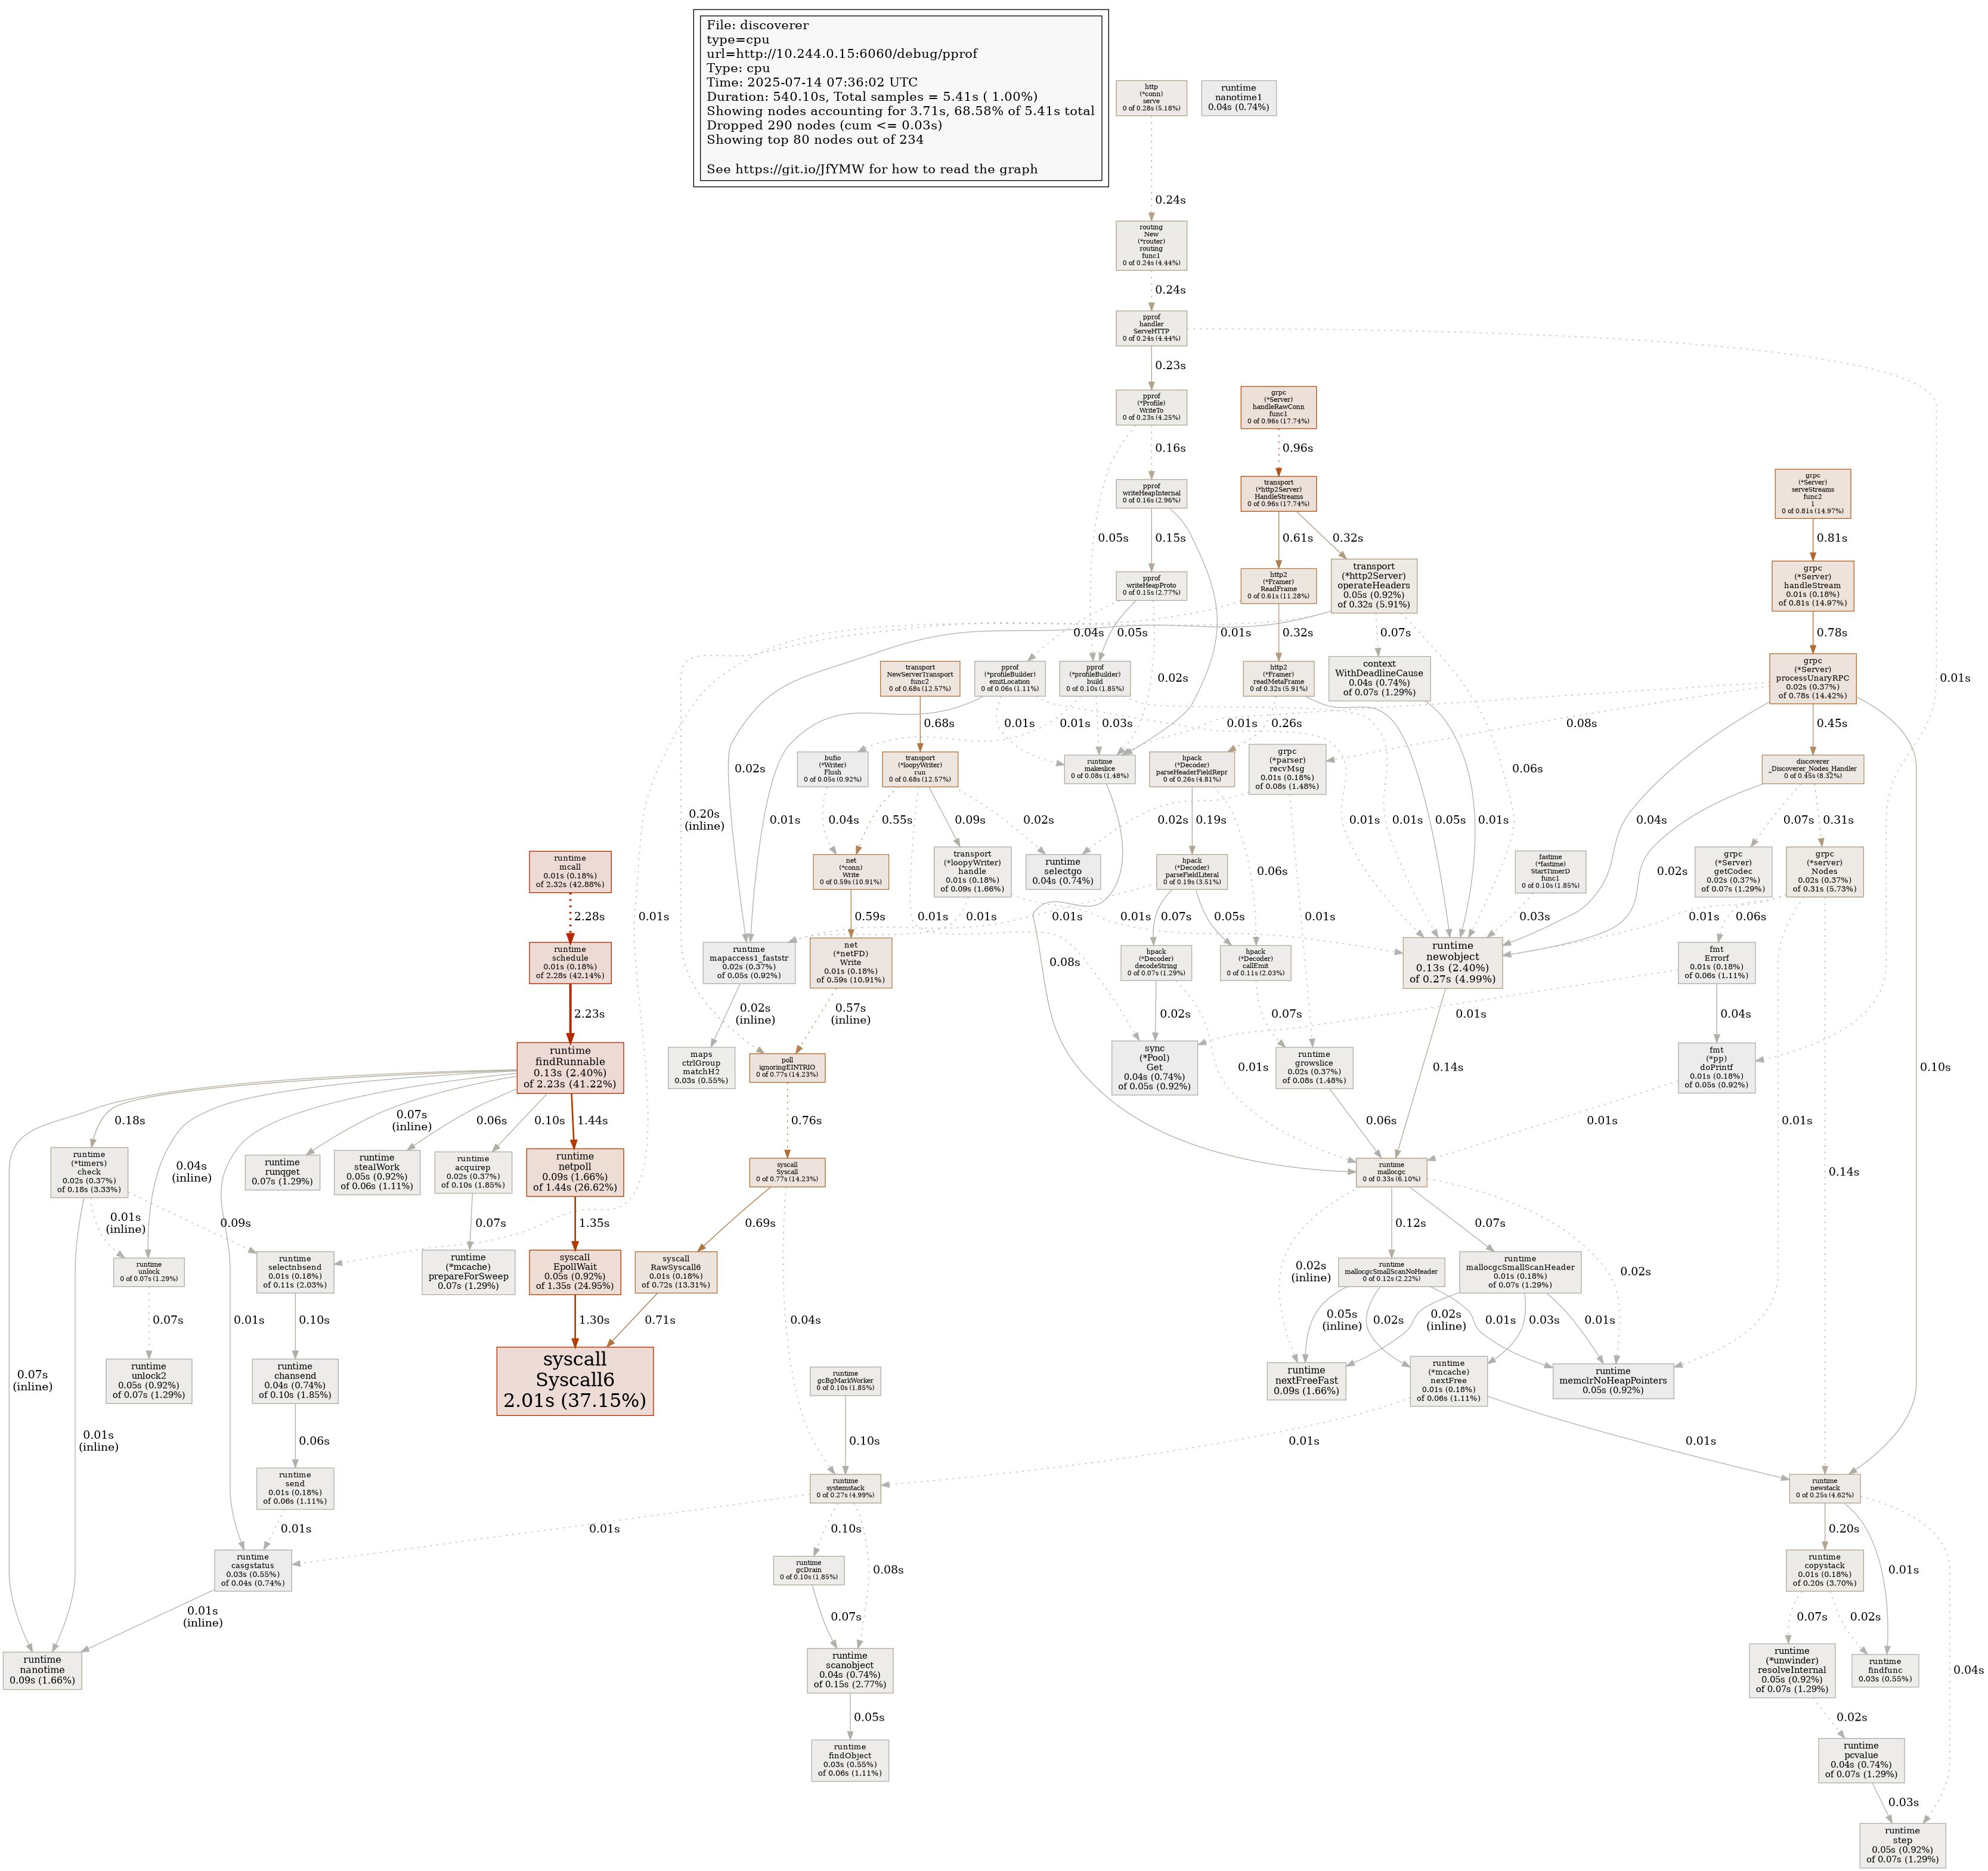 File: discoverer
type=cpu
url=http://10.244.0.15:6060/debug/pprof
Type: cpu
Time: 2025-07-14 07:36:02 UTC
Duration: 540.10s, Total samples = 5.41s ( 1.00%)
Showing nodes accounting for 3.71s, 68.58% of 5.41s total
Dropped 290 nodes (cum <= 0.03s)
Showing top 80 nodes out of 234
See https://git.io/JfYMW for how to read the graph
http
(*conn)
serve
0 of 0.28s (5.18%)
runtime
nanotime1
0.04s (0.74%)
0.24s
routing
New
(*router)
routing
func1
0 of 0.24s (4.44%)
0.24s
pprof
handler
ServeHTTP
0 of 0.24s (4.44%)
0.23s
0.01s
pprof
(*Profile)
WriteTo
0 of 0.23s (4.25%)
grpc
(*Server)
handleRawConn
func1
0 of 0.96s (17.74%)
0.16s
0.05s
0.96s
pprof
writeHeapInternal
0 of 0.16s (2.96%)
transport
(*http2Server)
HandleStreams
0 of 0.96s (17.74%)
grpc
(*Server)
serveStreams
func2
1
0 of 0.81s (14.97%)
0.15s
0.01s
0.61s
0.32s
0.81s
pprof
writeHeapProto
0 of 0.15s (2.77%)
http2
(*Framer)
ReadFrame
0 of 0.61s (11.28%)
transport
(*http2Server)
operateHeaders
0.05s (0.92%)
of 0.32s (5.91%)
grpc
(*Server)
handleStream
0.01s (0.18%)
of 0.81s (14.97%)
0.04s
0.05s
0.02s
0.32s
0.20s
(inline)
0.07s
0.06s
0.02s
0.01s
0.78s
transport
NewServerTransport
func2
0 of 0.68s (12.57%)
pprof
(*profileBuilder)
emitLocation
0 of 0.06s (1.11%)
pprof
(*profileBuilder)
build
0 of 0.10s (1.85%)
http2
(*Framer)
readMetaFrame
0 of 0.32s (5.91%)
context
WithDeadlineCause
0.04s (0.74%)
of 0.07s (1.29%)
grpc
(*Server)
processUnaryRPC
0.02s (0.37%)
of 0.78s (14.42%)
0.68s
0.01s
0.01s
0.01s
0.01s
0.03s
0.01s
0.26s
0.05s
0.01s
0.01s
0.08s
0.04s
0.45s
0.10s
bufio
(*Writer)
Flush
0 of 0.05s (0.92%)
transport
(*loopyWriter)
run
0 of 0.68s (12.57%)
runtime
makeslice
0 of 0.08s (1.48%)
hpack
(*Decoder)
parseHeaderFieldRepr
0 of 0.26s (4.81%)
grpc
(*parser)
recvMsg
0.01s (0.18%)
of 0.08s (1.48%)
discoverer
_Discoverer_Nodes_Handler
0 of 0.45s (8.32%)
0.04s
0.55s
0.01s
0.09s
0.02s
0.08s
0.19s
0.06s
0.02s
0.01s
0.02s
0.07s
0.31s
runtime
mcall
0.01s (0.18%)
of 2.32s (42.88%)
net
(*conn)
Write
0 of 0.59s (10.91%)
transport
(*loopyWriter)
handle
0.01s (0.18%)
of 0.09s (1.66%)
runtime
selectgo
0.04s (0.74%)
hpack
(*Decoder)
parseFieldLiteral
0 of 0.19s (3.51%)
fastime
(*fastime)
StartTimerD
func1
0 of 0.10s (1.85%)
grpc
(*Server)
getCodec
0.02s (0.37%)
of 0.07s (1.29%)
grpc
(*server)
Nodes
0.02s (0.37%)
of 0.31s (5.73%)
2.28s
0.59s
0.01s
0.01s
0.01s
0.07s
0.05s
0.03s
0.01s
0.06s
0.01s
0.14s
runtime
schedule
0.01s (0.18%)
of 2.28s (42.14%)
runtime
mapaccess1_faststr
0.02s (0.37%)
of 0.05s (0.92%)
net
(*netFD)
Write
0.01s (0.18%)
of 0.59s (10.91%)
hpack
(*Decoder)
decodeString
0 of 0.07s (1.29%)
hpack
(*Decoder)
callEmit
0 of 0.11s (2.03%)
runtime
newobject
0.13s (2.40%)
of 0.27s (4.99%)
fmt
Errorf
0.01s (0.18%)
of 0.06s (1.11%)
2.23s
0.02s
(inline)
0.57s
(inline)
0.02s
0.01s
0.07s
0.14s
0.01s
0.04s
runtime
findRunnable
0.13s (2.40%)
of 2.23s (41.22%)
maps
ctrlGroup
matchH2
0.03s (0.55%)
poll
ignoringEINTRIO
0 of 0.77s (14.23%)
sync
(*Pool)
Get
0.04s (0.74%)
of 0.05s (0.92%)
runtime
growslice
0.02s (0.37%)
of 0.08s (1.48%)
fmt
(*pp)
doPrintf
0.01s (0.18%)
of 0.05s (0.92%)
0.18s
0.04s
(inline)
0.07s
(inline)
0.01s
0.07s
(inline)
0.06s
0.10s
1.44s
0.76s
0.06s
0.01s
runtime
(*timers)
check
0.02s (0.37%)
of 0.18s (3.33%)
runtime
runqget
0.07s (1.29%)
runtime
stealWork
0.05s (0.92%)
of 0.06s (1.11%)
runtime
acquirep
0.02s (0.37%)
of 0.10s (1.85%)
runtime
netpoll
0.09s (1.66%)
of 1.44s (26.62%)
syscall
Syscall
0 of 0.77s (14.23%)
runtime
mallocgc
0 of 0.33s (6.10%)
0.01s
(inline)
0.09s
0.01s
(inline)
0.07s
1.35s
0.69s
0.04s
0.02s
(inline)
0.12s
0.07s
0.02s
runtime
unlock
0 of 0.07s (1.29%)
runtime
selectnbsend
0.01s (0.18%)
of 0.11s (2.03%)
runtime
(*mcache)
prepareForSweep
0.07s (1.29%)
syscall
EpollWait
0.05s (0.92%)
of 1.35s (24.95%)
syscall
RawSyscall6
0.01s (0.18%)
of 0.72s (13.31%)
runtime
mallocgcSmallScanNoHeader
0 of 0.12s (2.22%)
runtime
mallocgcSmallScanHeader
0.01s (0.18%)
of 0.07s (1.29%)
0.07s
0.10s
1.30s
0.71s
0.05s
(inline)
0.02s
0.01s
0.02s
(inline)
0.03s
0.01s
runtime
unlock2
0.05s (0.92%)
of 0.07s (1.29%)
runtime
chansend
0.04s (0.74%)
of 0.10s (1.85%)
syscall
Syscall6
2.01s (37.15%)
runtime
gcBgMarkWorker
0 of 0.10s (1.85%)
runtime
nextFreeFast
0.09s (1.66%)
runtime
(*mcache)
nextFree
0.01s (0.18%)
of 0.06s (1.11%)
runtime
memclrNoHeapPointers
0.05s (0.92%)
0.06s
0.10s
0.01s
0.01s
runtime
send
0.01s (0.18%)
of 0.06s (1.11%)
runtime
systemstack
0 of 0.27s (4.99%)
runtime
newstack
0 of 0.25s (4.62%)
0.01s
0.01s
0.10s
0.08s
0.20s
0.01s
0.04s
runtime
casgstatus
0.03s (0.55%)
of 0.04s (0.74%)
runtime
gcDrain
0 of 0.10s (1.85%)
runtime
copystack
0.01s (0.18%)
of 0.20s (3.70%)
0.01s
(inline)
0.07s
0.07s
0.02s
runtime
nanotime
0.09s (1.66%)
runtime
scanobject
0.04s (0.74%)
of 0.15s (2.77%)
runtime
(*unwinder)
resolveInternal
0.05s (0.92%)
of 0.07s (1.29%)
runtime
findfunc
0.03s (0.55%)
0.05s
0.02s
runtime
findObject
0.03s (0.55%)
of 0.06s (1.11%)
runtime
pcvalue
0.04s (0.74%)
of 0.07s (1.29%)
0.03s
runtime
step
0.05s (0.92%)
of 0.07s (1.29%)